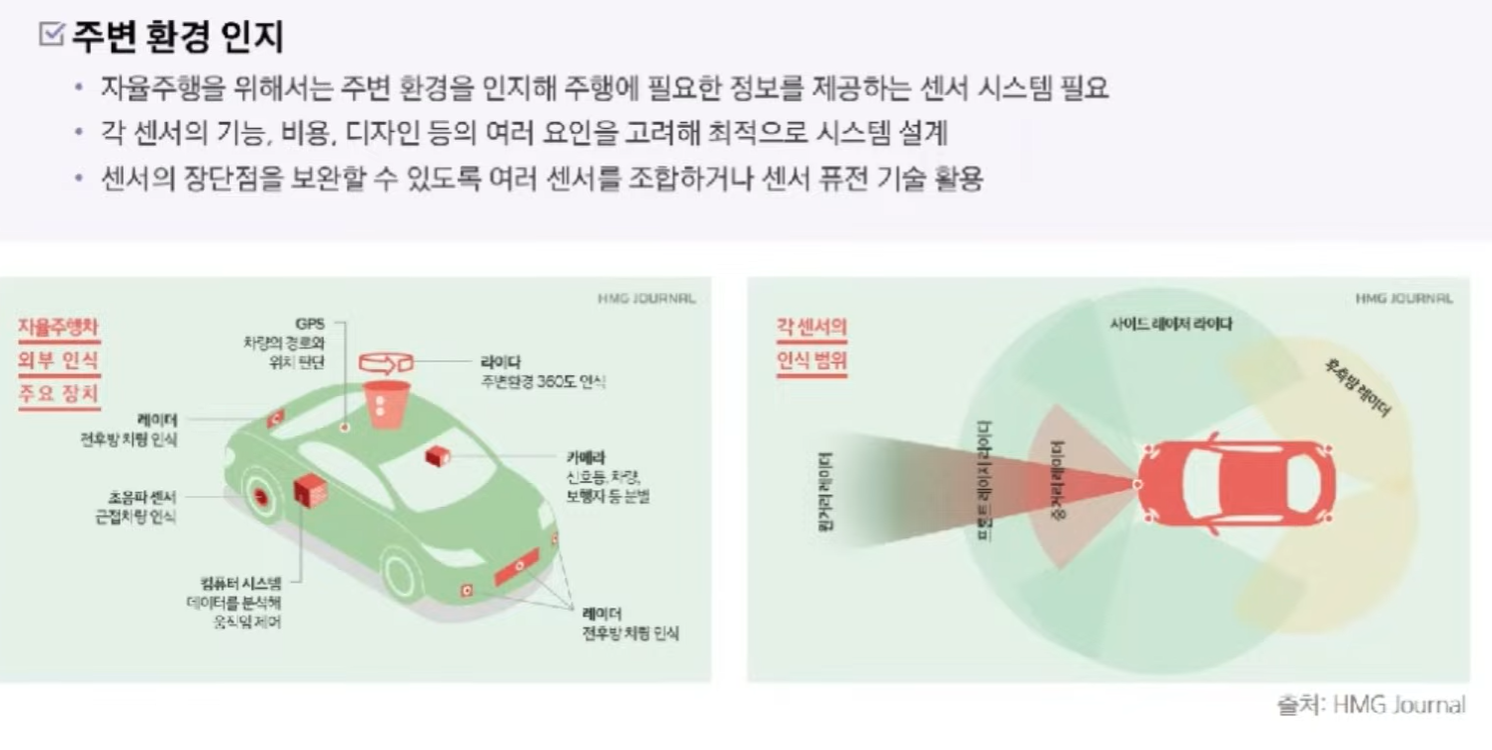 주변 환경 인지
• 자율주행을 위해서는 주변 환경을 인지해 주행에 필요한 정보를 제공하는 센서 시스템 필요
• 각 센서의 기능, 비용, 디자인 등의 여러 요인을 고려해 최적으로 시스템 설계
• 센서의 장단점을 보완할 수 있도록 여러 센서를 조합하거나 센서 퓨전 기술 활용
HMG JOURNAL
자율주행차
외부 인식
주요 장치
GPS
차량의 경로와
위치 판단
라이다
주변환경 360도 인식
레이더
전후방 차량 인식
카메라
신호등, 차량,
보행자 등 분별
초음파 센서
근접차량 인식
컴퓨터 시스템
데이터를 분석해
움직임 제어
레이더
전후방 차량 인식
HMG JOURNAL
각 센서의
인식 범위
사이드 레이저 라이다
후측방 레이더
원거리 레이더
프론트 레이저 라이다
중거리 레이더
출처: HMG Journal